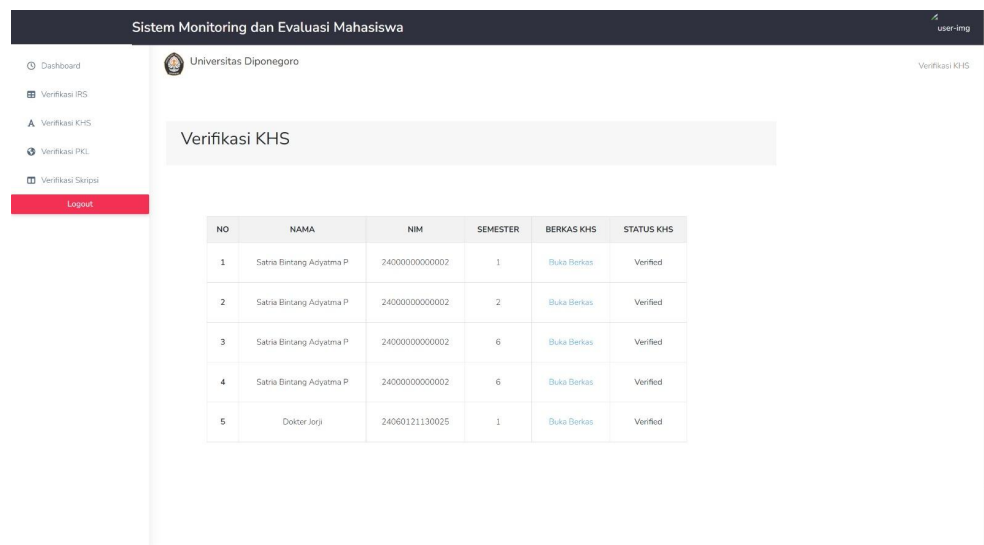 Sistem Monitoring dan Evaluasi Mahasiswa
user-img
Dashboard
Verifikasi IRS
Verifikasi KHS
Verifikasi PKL
Verifikasi Skripsi
Logout
Universitas Diponegoro
Verifikasi KHS
Verifikasi KHS
NO NAMA NIM SEMESTER BERKAS KHS STATUS KHS
1 Satria Bintang Adyatma P 24000000000002 1 Buka Berkas Verified
2 Satria Bintang Adyatma P 24000000000002 2 Buka Berkas Verified
3 Satria Bintang Adyatma P 24000000000002 6 Buka Berkas Verified
4 Satria Bintang Adyatma P 24000000000002 6 Buka Berkas Verified
5 Dokter Jorji 24060121130025 1 Buka Berkas Verified